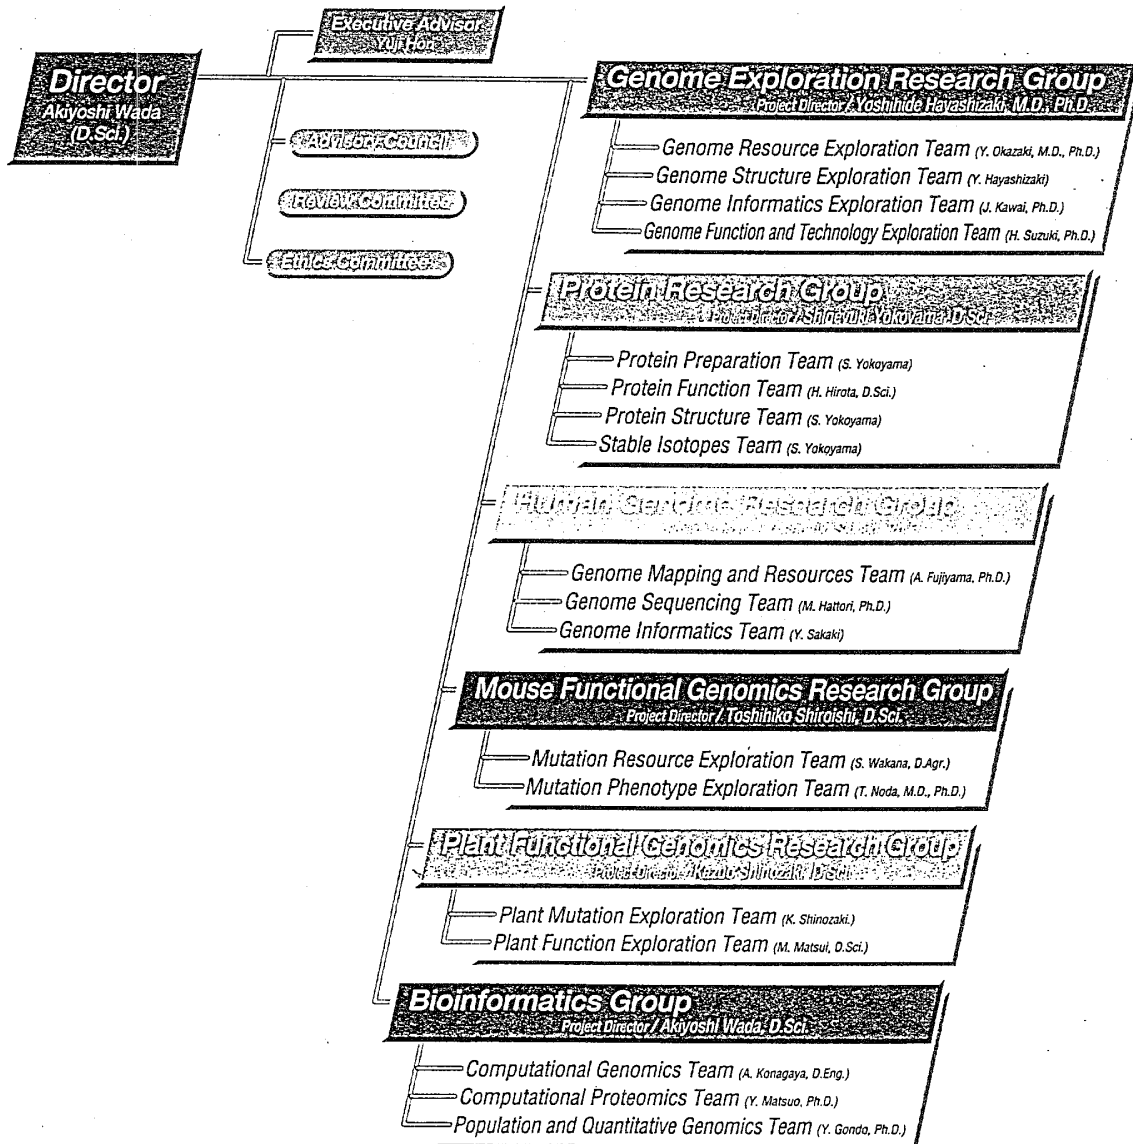 Executive Advisor
Yuji Hori
Director
Akiyoshi Wada
(D.Sci.)
Advisory Council
Review Committee
Ethics Committee
Genome Exploration Research Group
Project Director / Yoshihide Hayashizaki, M.D., Ph.D.
Genome Resource Exploration Team (Y. Okazaki, M.D., Ph.D.)
Genome Structure Exploration Team (Y. Hayashizaki)
Genome Informatics Exploration Team (J. Kawai, Ph.D.)
Genome Function and Technology Exploration Team (H. Suzuki, Ph.D.)
Protein Research Group
Project Director / Shigeyuki Yokoyama, D.Sci.
Protein Preparation Team (S. Yokoyama)
Protein Function Team (H. Hirota, D.Sci.)
Protein Structure Team (S. Yokoyama)
Stable Isotopes Team (S. Yokoyama)
Human Genome Research Group
Genome Mapping and Resources Team (A. Fujiyama, Ph.D.)
Genome Sequencing Team (M. Hattori, Ph.D.)
Genome Informatics Team (Y. Sakaki)
Mouse Functional Genomics Research Group
Project Director / Toshihiko Shiroishi, D.Sci.
Mutation Resource Exploration Team (S. Wakana, D.Agr.)
Mutation Phenotype Exploration Team (T. Noda, M.D., Ph.D.)
Plant Functional Genomics Research Group
Project Director / Kazuo Shinozaki, D.Sci.
Plant Mutation Exploration Team (K. Shinozaki.)
Plant Function Exploration Team (M. Matsui, D.Sci.)
Bioinformatics Group
Project Director / Akiyoshi Wada, D.Sci.
Computational Genomics Team (A. Konagaya, D.Eng.)
Computational Proteomics Team (Y. Matsuo, Ph.D.)
Population and Quantitative Genomics Team (Y. Gondo, Ph.D.)